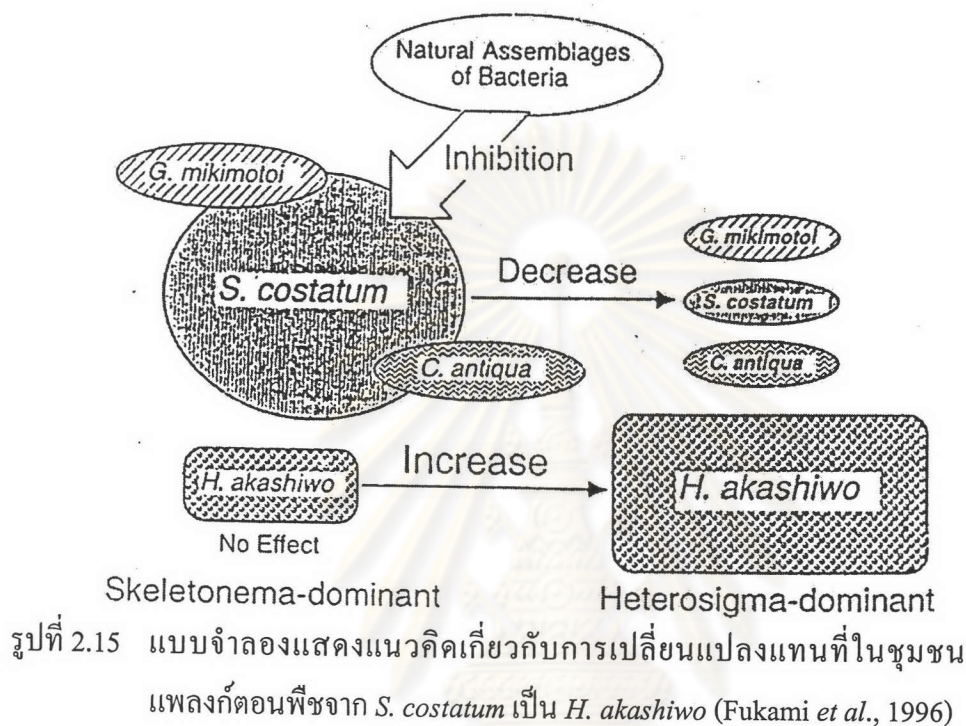 Natural Assemblages
of Bacteria
Inhibition
G. mikimotoi
S. costatum
C. antiqua
Decrease
G. mikimotoi
S. costatum
C. antiqua
H. akashiwo
No Effect
Increase
H. akashiwo
Skeletonema-dominant
Heterosigma-dominant
รูปที่ 2.15 แบบจำลองแสดงแนวคิดเกี่ยวกับการเปลี่ยนแปลงแทนที่ในชุมชน
แพลงก์ตอนพืชจาก S. costatum เป็น H. akashiwo (Fukami et al., 1996)